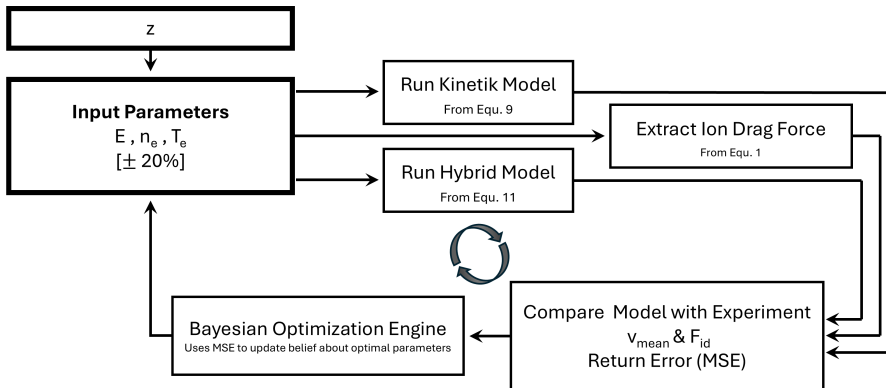 z
Input Parameters
E , nₑ , Tₑ
[± 20%]
Run Kinetik Model
From Equ. 9
Extract Ion Drag Force
From Equ. 1
Run Hybrid Model
From Equ. 11
Bayesian Optimization Engine
Uses MSE to update belief about optimal parameters
Compare Model with Experiment
v_mean & F_id
Return Error (MSE)